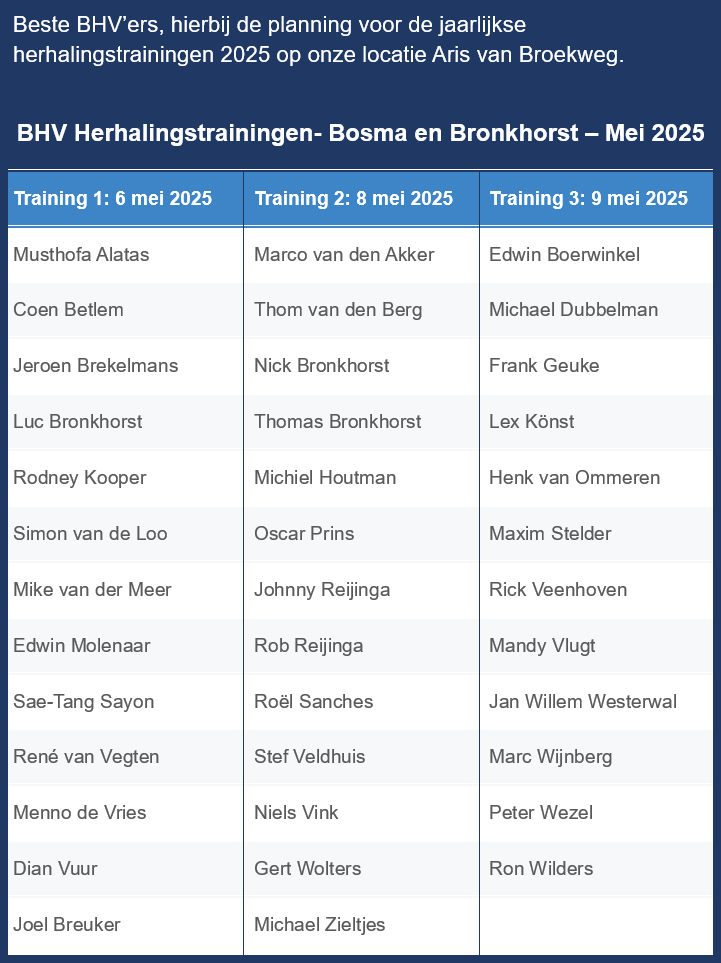 Beste BHV’ers, hierbij de planning voor de jaarlijkse
herhalingstrainingen 2025 op onze locatie Aris van Broekweg.
BHV Herhalingstrainingen- Bosma en Bronkhorst – Mei 2025
Training 1: 6 mei 2025 Training 2: 8 mei 2025 Training 3: 9 mei 2025
Musthofa Alatas Marco van den Akker Edwin Boerwinkel
Coen Betlem Thom van den Berg Michael Dubbelman
Jeroen Brekelmans Nick Bronkhorst Frank Geuke
Luc Bronkhorst Thomas Bronkhorst Lex Könst
Rodney Kooper Michiel Houtman Henk van Ommeren
Simon van de Loo Oscar Prins Maxim Stelder
Mike van der Meer Johnny Reijinga Rick Veenhoven
Edwin Molenaar Rob Reijinga Mandy Vlugt
Sae-Tang Sayon Roël Sanches Jan Willem Westerwal
René van Vegten Stef Veldhuis Marc Wijnberg
Menno de Vries Niels Vink Peter Wezel
Dian Vuur Gert Wolters Ron Wilders
Joel Breuker Michael Zieltjes